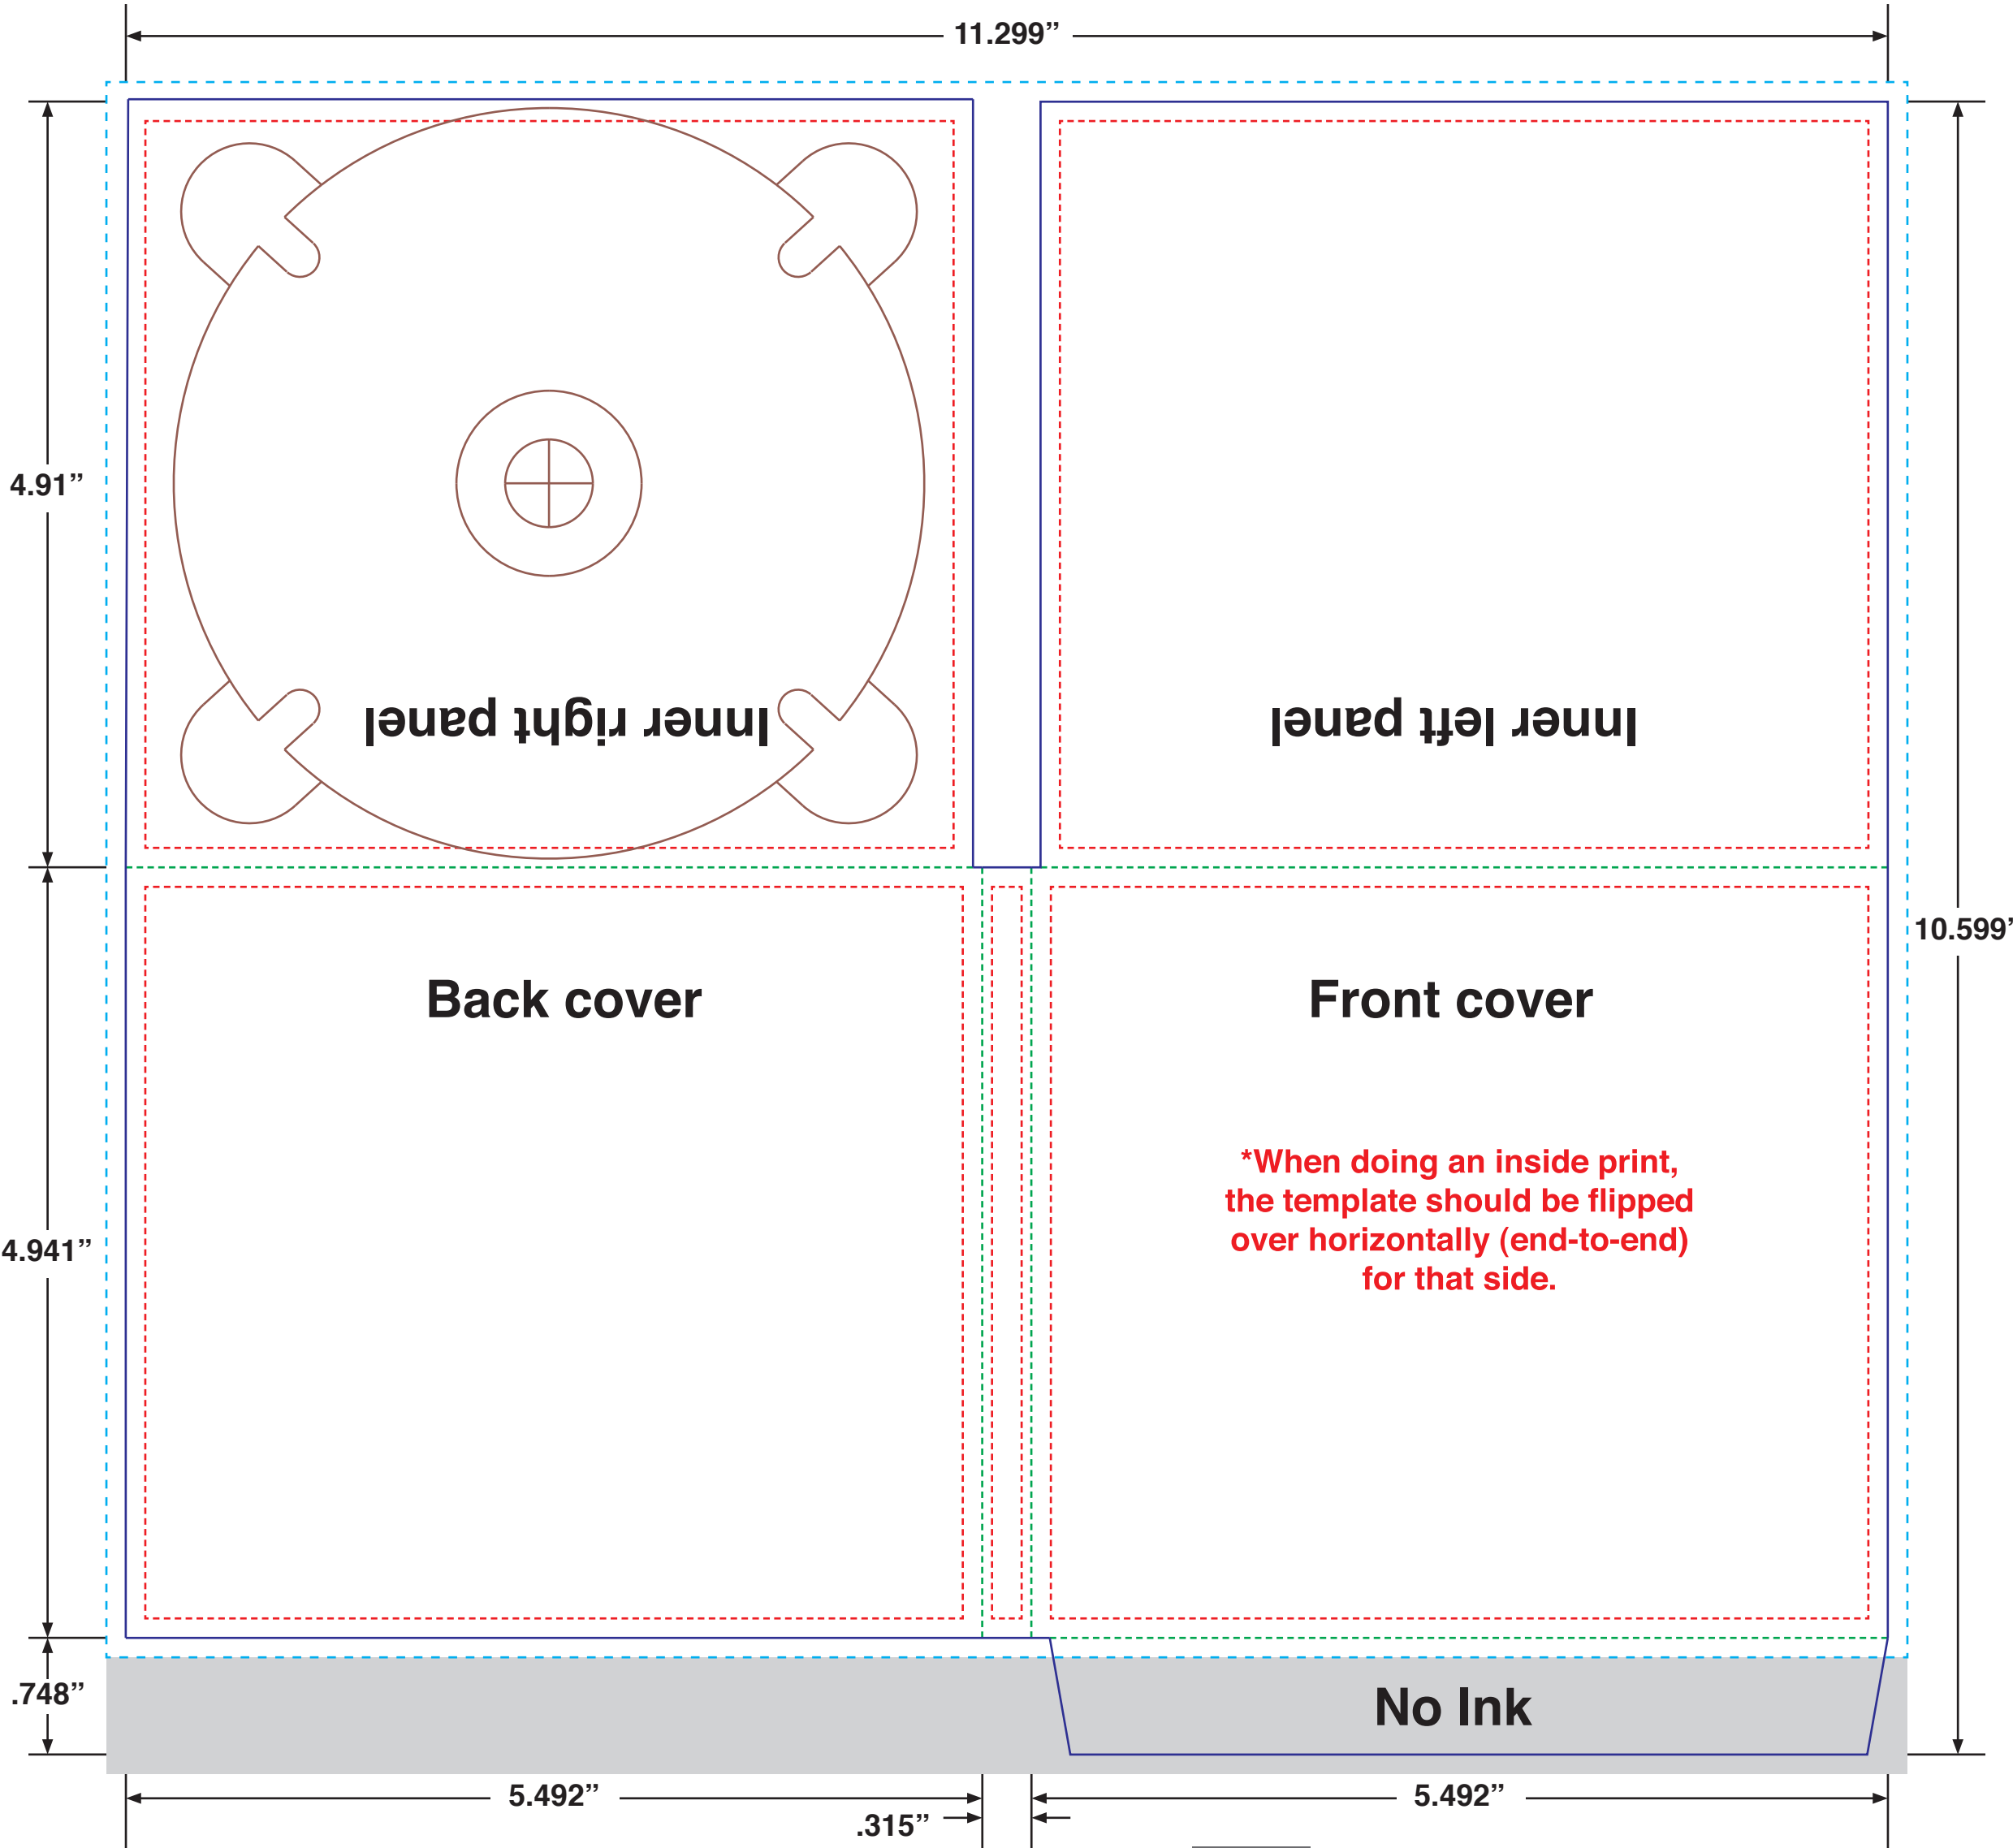 11.299”
4.91”
Inner right panel
Inner left panel
10.599”
Back cover
Front cover
*When doing an inside print,
the template should be flipped
over horizontally (end-to-end)
for that side.
4.941”
.748”
No Ink
5.492”
5.492”
.315”